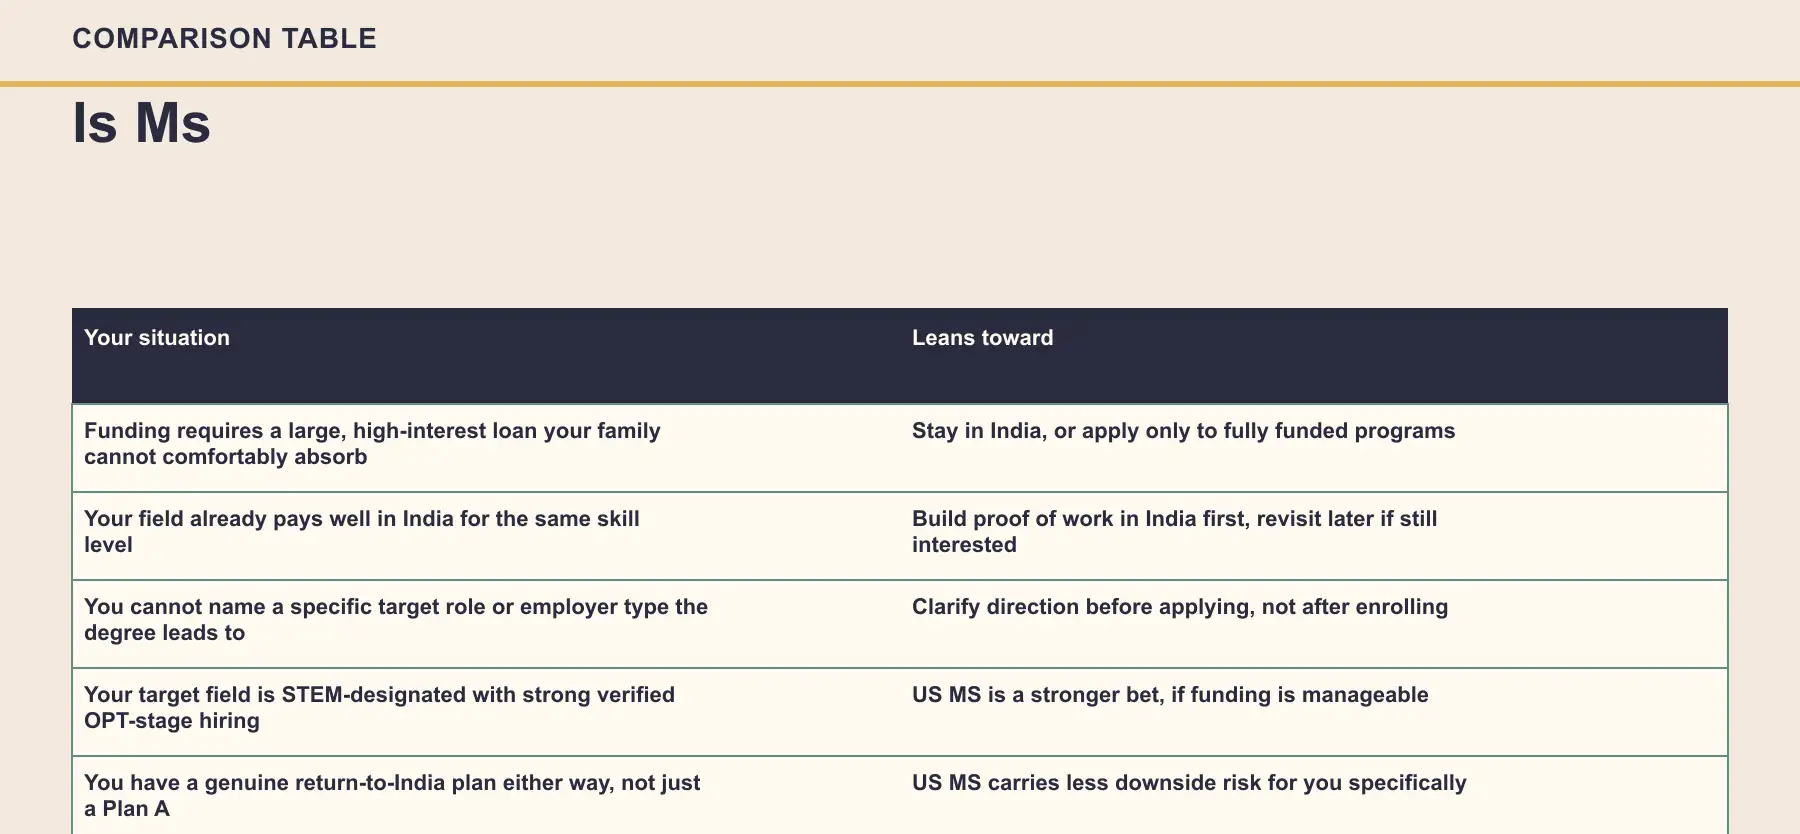 COMPARISON TABLE
Is Ms
Your situation
Leans toward
Funding requires a large, high-interest loan your family
cannot comfortably absorb
Stay in India, or apply only to fully funded programs
Your field already pays well in India for the same skill
level
Build proof of work in India first, revisit later if still
interested
You cannot name a specific target role or employer type the
degree leads to
Clarify direction before applying, not after enrolling
Your target field is STEM-designated with strong verified
OPT-stage hiring
US MS is a stronger bet, if funding is manageable
You have a genuine return-to-India plan either way, not just
a Plan A
US MS carries less downside risk for you specifically